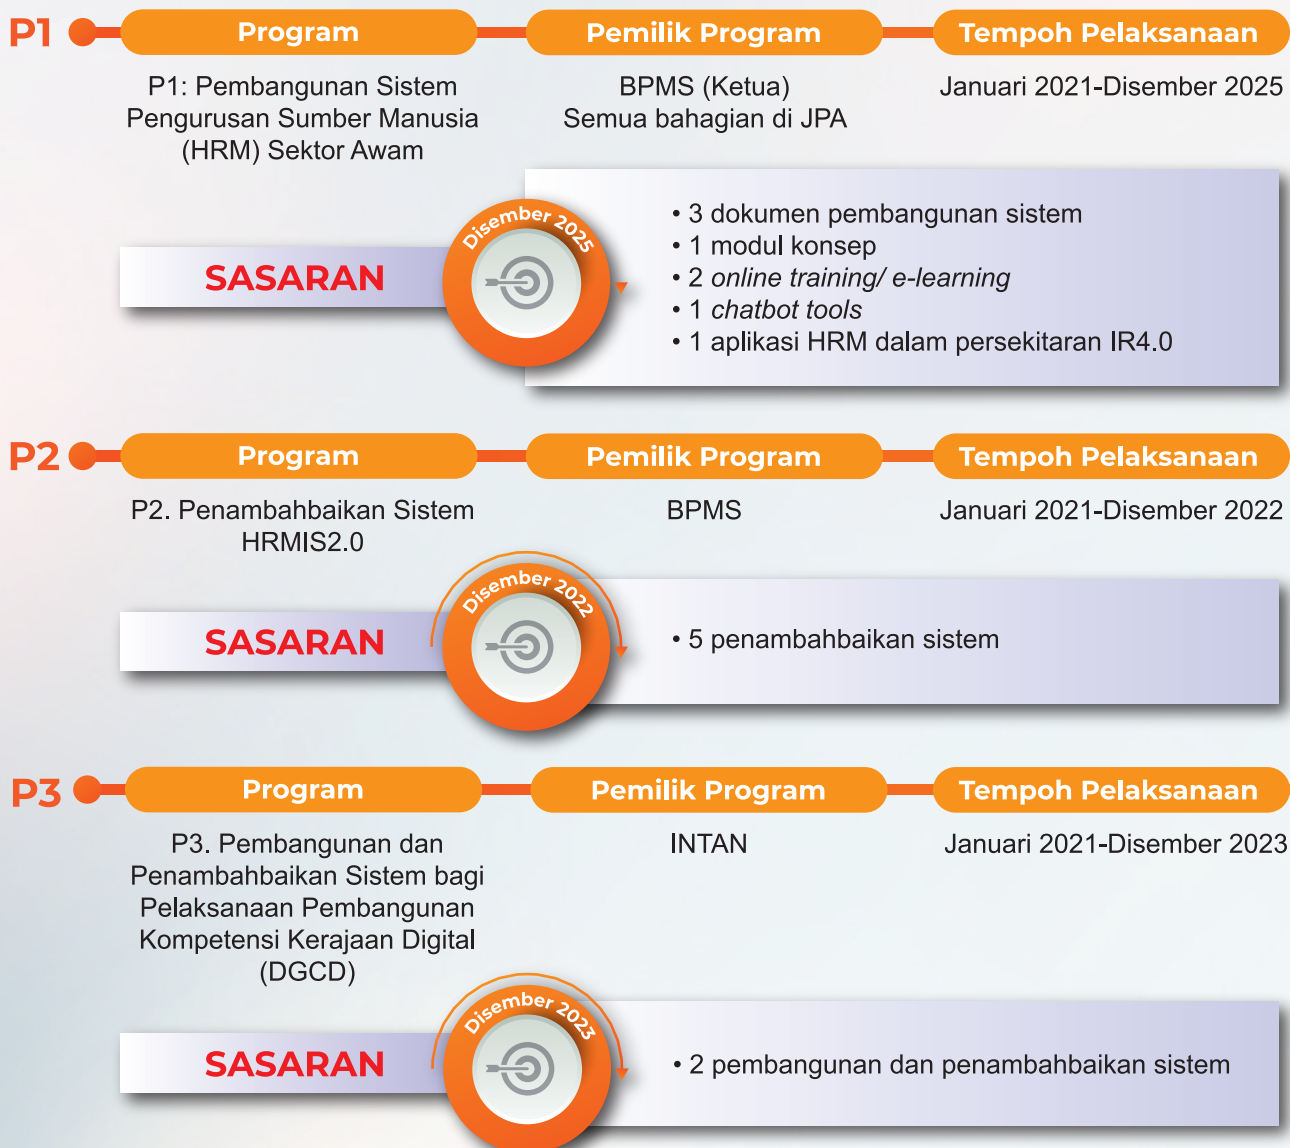 P1 Program Pemilik Program Tempoh Pelaksanaan
P1: Pembangunan Sistem
Pengurusan Sumber Manusia
(HRM) Sektor Awam
BPMS (Ketua)
Semua bahagian di JPA
Januari 2021-Disember 2025
SASARAN
Disember 2025
• 3 dokumen pembangunan sistem
• 1 modul konsep
• 2 online training/ e-learning
• 1 chatbot tools
• 1 aplikasi HRM dalam persekitaran IR4.0
P2 Program Pemilik Program Tempoh Pelaksanaan
P2. Penambahbaikan Sistem
HRMIS2.0
BPMS
Januari 2021-Disember 2022
SASARAN
Disember 2022
• 5 penambahbaikan sistem
P3 Program Pemilik Program Tempoh Pelaksanaan
P3. Pembangunan dan
Penambahbaikan Sistem bagi
Pelaksanaan Pembangunan
Kompetensi Kerajaan Digital
(DGCD)
INTAN
Januari 2021-Disember 2023
SASARAN
Disember 2023
• 2 pembangunan dan penambahbaikan sistem